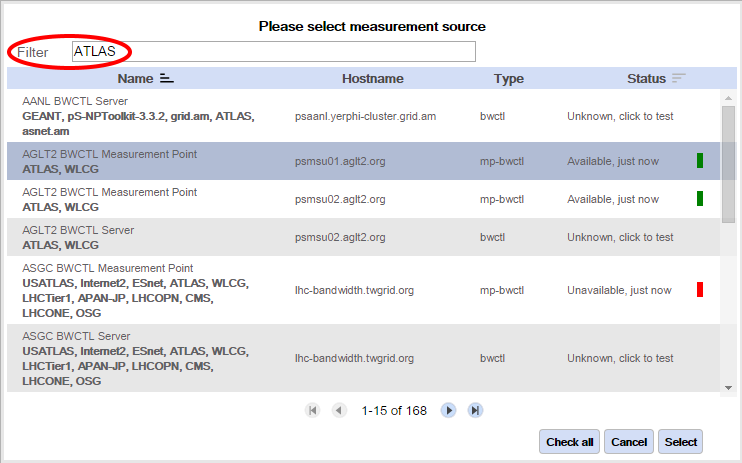 Please select measurement source
Filter ATLAS
Name Hostname Type Status
AANL BWCTL Server
GEANT, pS-NPToolkit-3.3.2, grid.am, ATLAS, psaanl.yerphi-cluster.grid.am bwctl Unknown, click to test
asnet.am
AGLT2 BWCTL Measurement Point
ATLAS, WLCG psmsu01.aglt2.org mp-bwctl Available, just now
AGLT2 BWCTL Measurement Point
ATLAS, WLCG psmsu02.aglt2.org mp-bwctl Available, just now
AGLT2 BWCTL Server
ATLAS, WLCG psmsu02.aglt2.org bwctl Unknown, click to test
ASGC BWCTL Measurement Point
USATLAS, Internet2, ESnet, ATLAS, WLCG,
LHCTier1, APAN-JP, LHCOPN, CMS, lhc-bandwidth.twgrid.org mp-bwctl Unavailable, just now
LHCONE, OSG
ASGC BWCTL Server
USATLAS, Internet2, ESnet, ATLAS, WLCG,
LHCTier1, APAN-JP, LHCOPN, CMS, lhc-bandwidth.twgrid.org bwctl Unknown, click to test
LHCONE, OSG
1-15 of 168
Check all Cancel Select